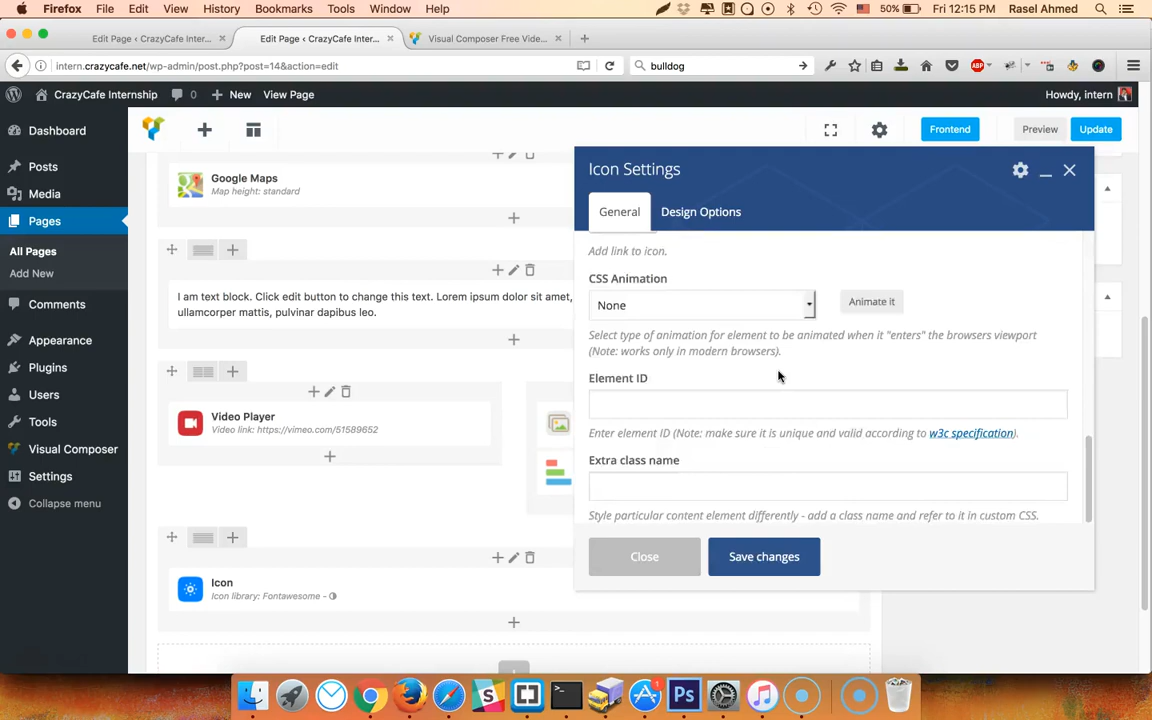 Firefox File Edit View History Bookmarks Tools Window Help 50% Fri 12:15 PM Rasel Ahmed
Edit Page ‹ CrazyCafe Int... × Edit Page ‹ CrazyCafe Int... × Visual Composer Free Vide... × +
intern.crazycafe.net/wp-admin/post.php?post=14&action=edit bulldog ABP
CrazyCafe Internship 0 + New View Page Howdy, intern
Dashboard
Posts
Media
Pages
All Pages
Add New
Comments
Appearance
Plugins
Users
Tools
Visual Composer
Settings
Collapse menu
Frontend Preview Update
Google Maps
Map height: standard
I am text block. Click edit button to change this text. Lorem ipsum dolor sit amet,
ullamcorper mattis, pulvinar dapibus leo.
Video Player
Video link: https://vimeo.com/51589652
Icon
Icon library: Fontawesome -
Icon Settings
General Design Options
Add link to icon.
CSS Animation
None Animate it
Select type of animation for element to be animated when it "enters" the browsers viewport
(Note: works only in modern browsers).
Element ID
Enter element ID (Note: make sure it is unique and valid according to w3c specification).
Extra class name
Style particular content element differently - add a class name and refer to it in custom CSS.
Close Save changes
Ps
1